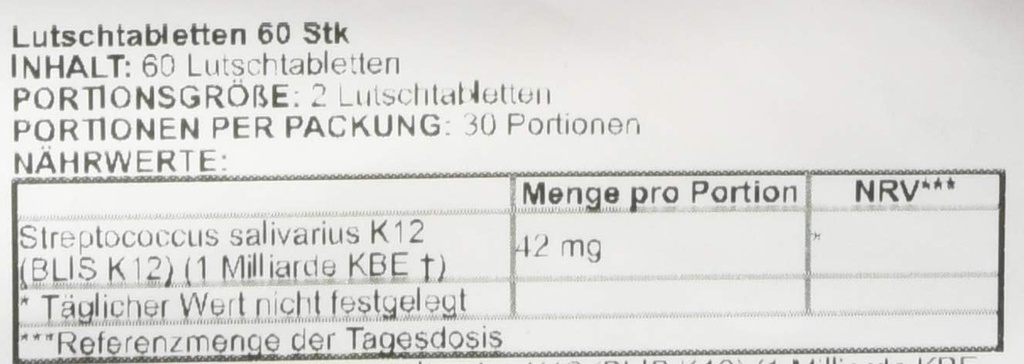 Lutschtabletten 60 Stk
INHALT: 60 Lutschtabletten
PORTIONSGRÖßE: 2 Lutschtabletten
PORTIONEN PER PACKUNG: 30 Portionen
NÄHRWERTE:
Menge pro Portion NRV***
Streptococcus salivarius K12
(BLIS K12) (1 Milliarde KBE †)
42 mg *
* Täglicher Wert nicht festgelegt
***Referenzmenge der Tagesdosis